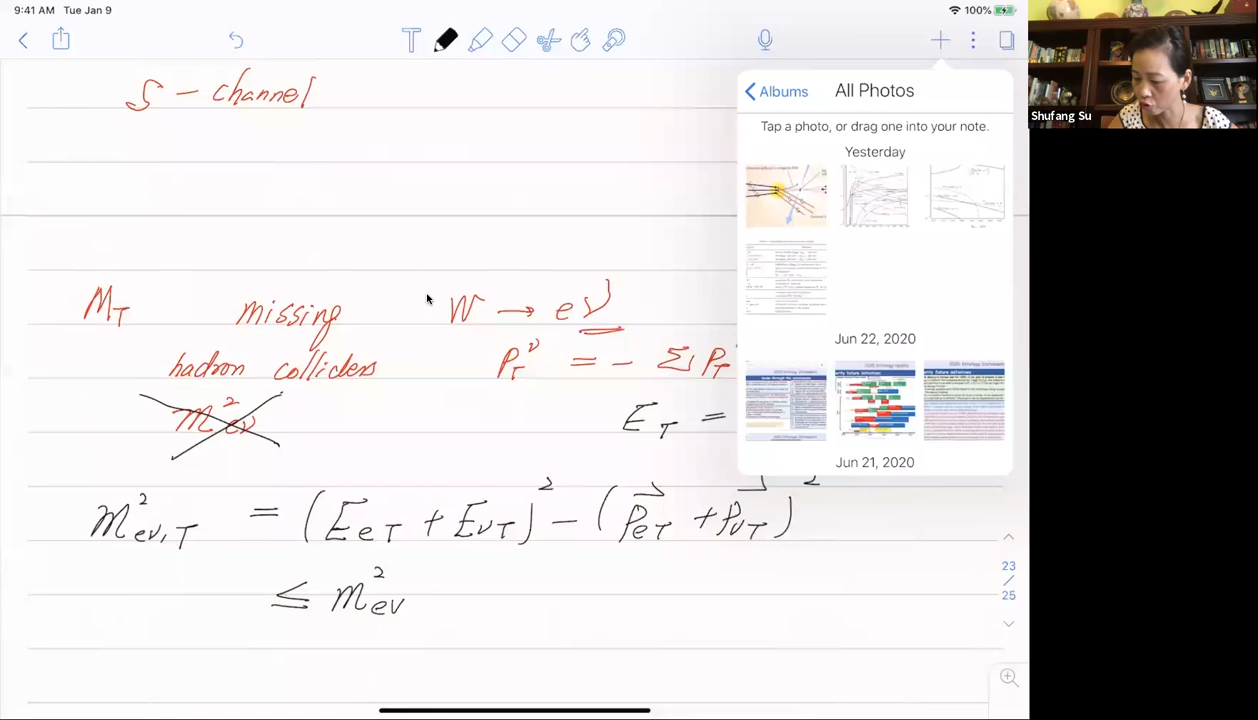 9:41 AM Tue Jan 9
100%
S - channel
Albums
All Photos
Tap a photo, or drag one into your note.
Yesterday
Jun 22, 2020
Jun 21, 2020
Shufang Su
M_T missing W → eν
hadron colliders P_T^ν = - Σ P_T
m_eν^2
E_T =
m_eν,T^2 = (E_eT + E_νT)^2 - (p⃗_eT + p⃗_νT)^2
≤ m_eν^2
23
/
25